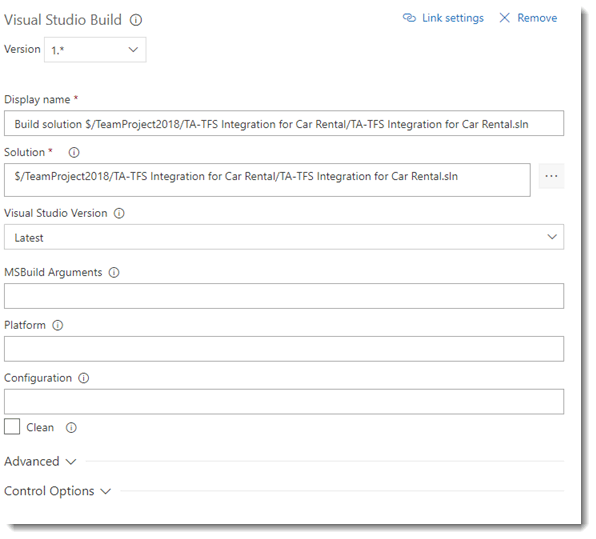 Visual Studio Build
Link settings
Remove
Version
1.*
Display name *
Build solution $/TeamProject2018/TA-TFS Integration for Car Rental/TA-TFS Integration for Car Rental.sln
Solution *
$/TeamProject2018/TA-TFS Integration for Car Rental/TA-TFS Integration for Car Rental.sln
...
Visual Studio Version
Latest
MSBuild Arguments
Platform
Configuration
Clean
Advanced
Control Options